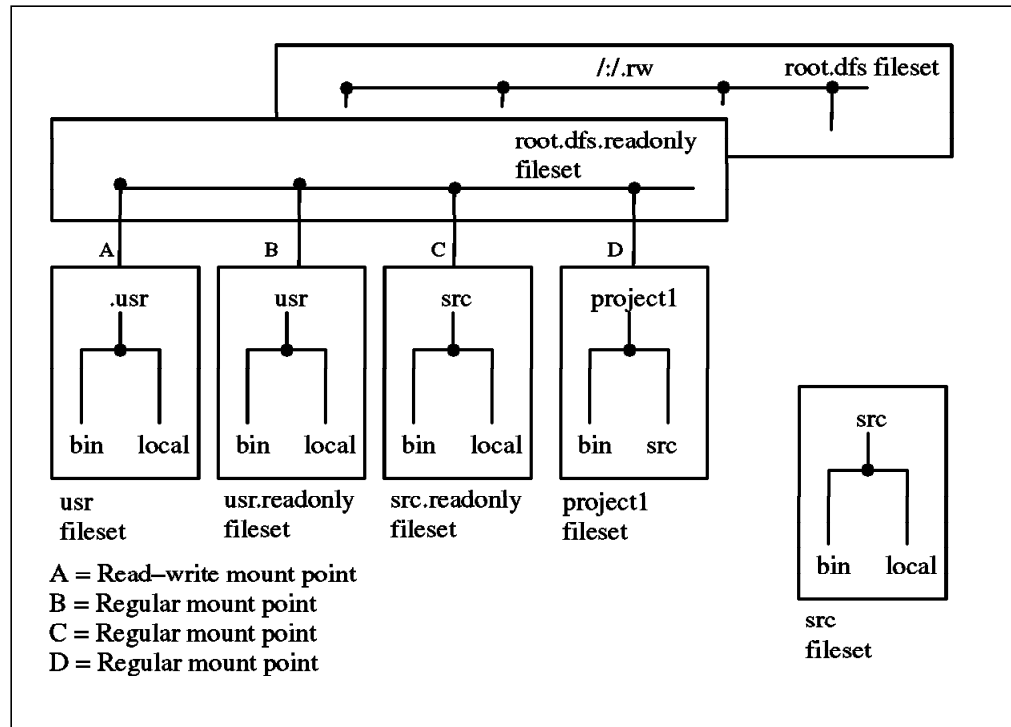 /:/.rw
root.dfs fileset
root.dfs.readonly
fileset
A
B
C
D
.usr
usr
src
project1
bin
local
bin
local
bin
local
bin
src
usr
fileset
usr.readonly
fileset
src.readonly
fileset
project1
fileset
src
bin
local
src
fileset
A = Read–write mount point
B = Regular mount point
C = Regular mount point
D = Regular mount point